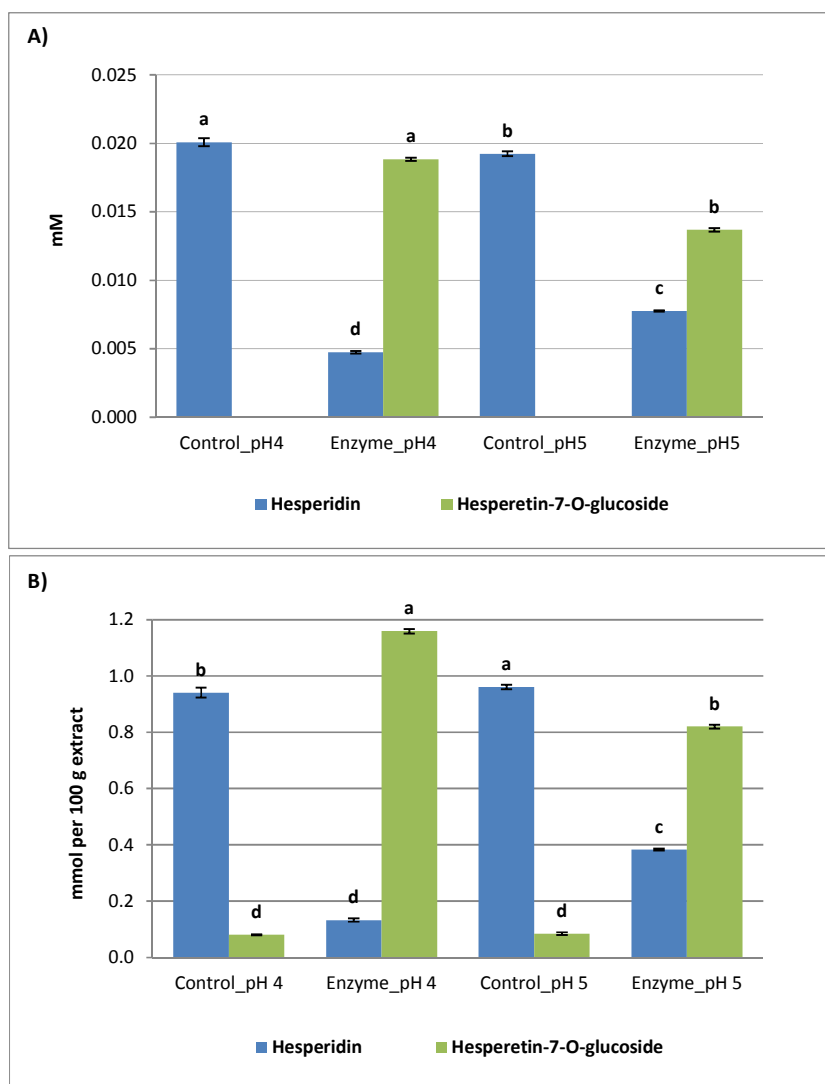 A)
0.025
0.020
0.015
0.010
0.005
0.000
mM
a
a
b
b
d
c
Control_pH4 Enzyme_pH4 Control_pH5 Enzyme_pH5
Hesperidin Hesperetin-7-O-glucoside
B)
1.2
1.0
0.8
0.6
0.4
0.2
0.0
mmol per 100 g extract
a
b
a
b
c
d
d
d
Control_pH 4 Enzyme_pH 4 Control_pH 5 Enzyme_pH 5
Hesperidin Hesperetin-7-O-glucoside